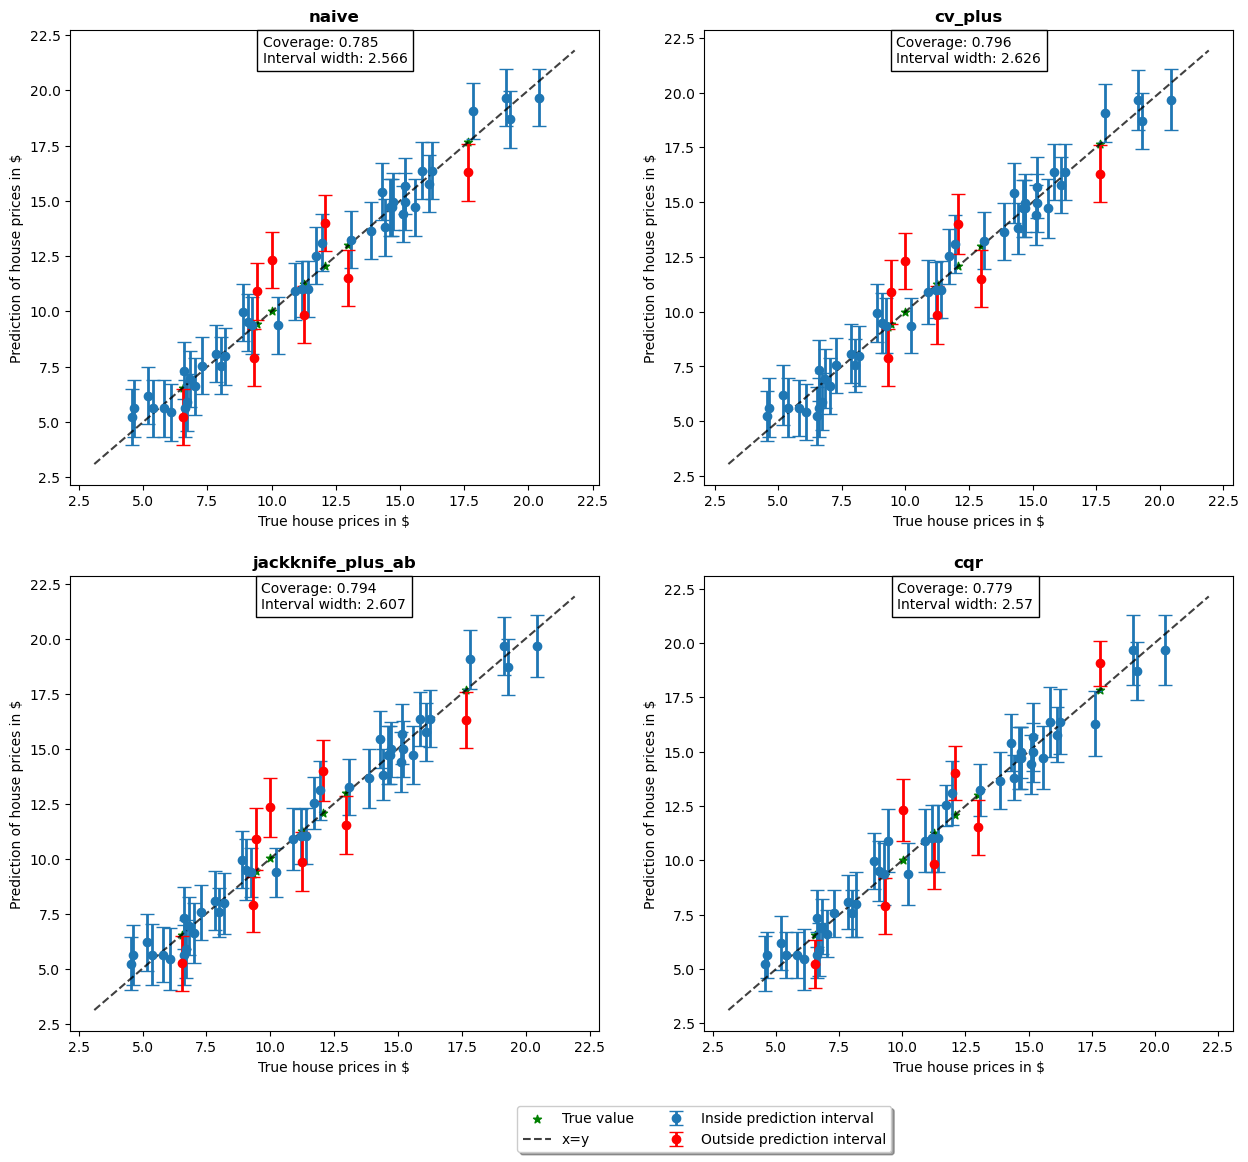 naive
Coverage: 0.785
Interval width: 2.566
22.5
20.0
17.5
15.0
12.5
10.0
7.5
5.0
2.5
Prediction of house prices in $
2.5 5.0 7.5 10.0 12.5 15.0 17.5 20.0 22.5
True house prices in $
cv_plus
Coverage: 0.796
Interval width: 2.626
22.5
20.0
17.5
15.0
12.5
10.0
7.5
5.0
2.5
Prediction of house prices in $
2.5 5.0 7.5 10.0 12.5 15.0 17.5 20.0 22.5
True house prices in $
jackknife_plus_ab
Coverage: 0.794
Interval width: 2.607
22.5
20.0
17.5
15.0
12.5
10.0
7.5
5.0
2.5
Prediction of house prices in $
2.5 5.0 7.5 10.0 12.5 15.0 17.5 20.0 22.5
True house prices in $
cqr
Coverage: 0.779
Interval width: 2.57
22.5
20.0
17.5
15.0
12.5
10.0
7.5
5.0
2.5
Prediction of house prices in $
2.5 5.0 7.5 10.0 12.5 15.0 17.5 20.0 22.5
True house prices in $
True value
x=y
Inside prediction interval
Outside prediction interval